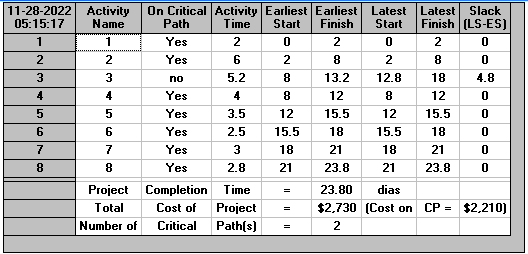 11-28-2022 Activity On Critical Activity Earliest Earliest Latest Latest Slack
05:15:17 Name Path Time Start Finish Start Finish (LS-ES)
1 1 Yes 2 0 2 0 2 0
2 2 Yes 6 2 8 2 8 0
3 3 no 5.2 8 13.2 12.8 18 4.8
4 4 Yes 4 8 12 8 12 0
5 5 Yes 3.5 12 15.5 12 15.5 0
6 6 Yes 2.5 15.5 18 15.5 18 0
7 7 Yes 3 18 21 18 21 0
8 8 Yes 2.8 21 23.8 21 23.8 0
Project Completion Time = 23.80 dias
Total Cost of Project = $2,730 (Cost on CP = $2,210)
Number of Critical Path(s) = 2